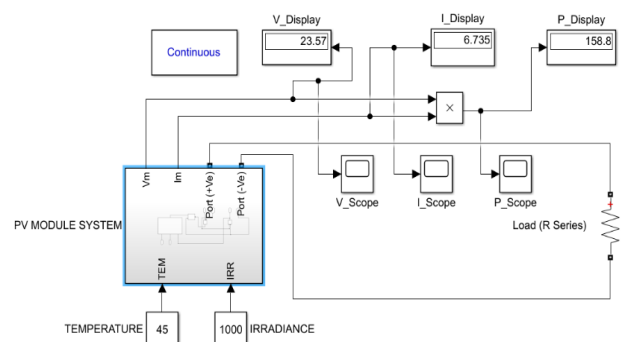 V_Display
I_Display
P_Display
23.57
6.735
158.8
Continuous
×
Vm
Im
Port (+Ve)
Port (-Ve)
V_Scope
I_Scope
P_Scope
PV MODULE SYSTEM
Load (R Series)
+
TEM
IRR
TEMPERATURE
45
1000
IRRADIANCE